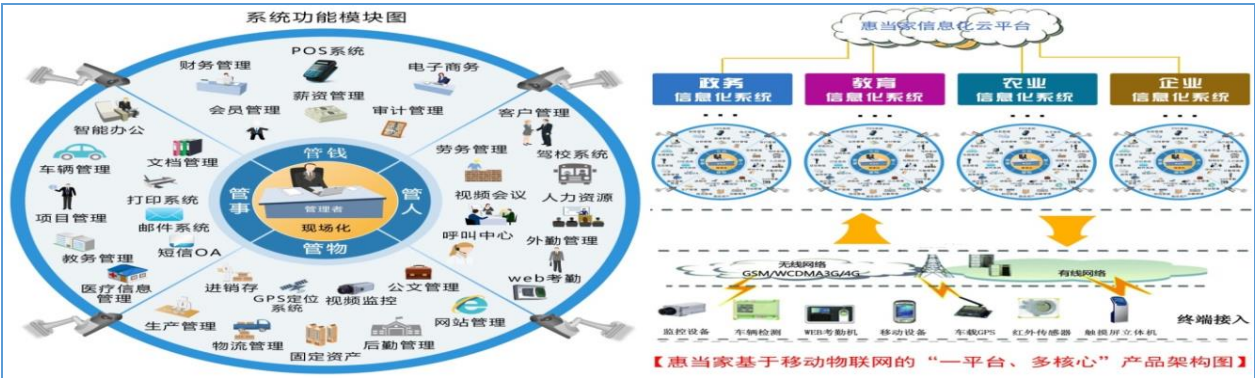 系统功能模块图
POS系统
财务管理
电子商务
薪资管理
会员管理
审计管理
客户管理
智能办公
文档管理
车辆管理
打印系统
项目管理
邮件系统
教务管理
短信OA
医疗信息
管理
劳务管理
驾校系统
视频会议
人力资源
呼叫中心
外勤管理
web考勤
管钱
管事
管人
管物
管理者
现场化
进销存
GPS定位
系统
视频监控
公文管理
生产管理
网站管理
物流管理
固定资产
后勤管理
惠当家信息化云平台
政务
信息化系统
教育
信息化系统
农业
信息化系统
企业
信息化系统
无线网络
GSM/WCDMA3G/4G
有线网络
监控设备
车辆检测
WEB考勤机
移动设备
车载GPS
红外传感器
触摸屏立体机
终端接入
【惠当家基于移动物联网的“一平台、多核心”产品架构图】